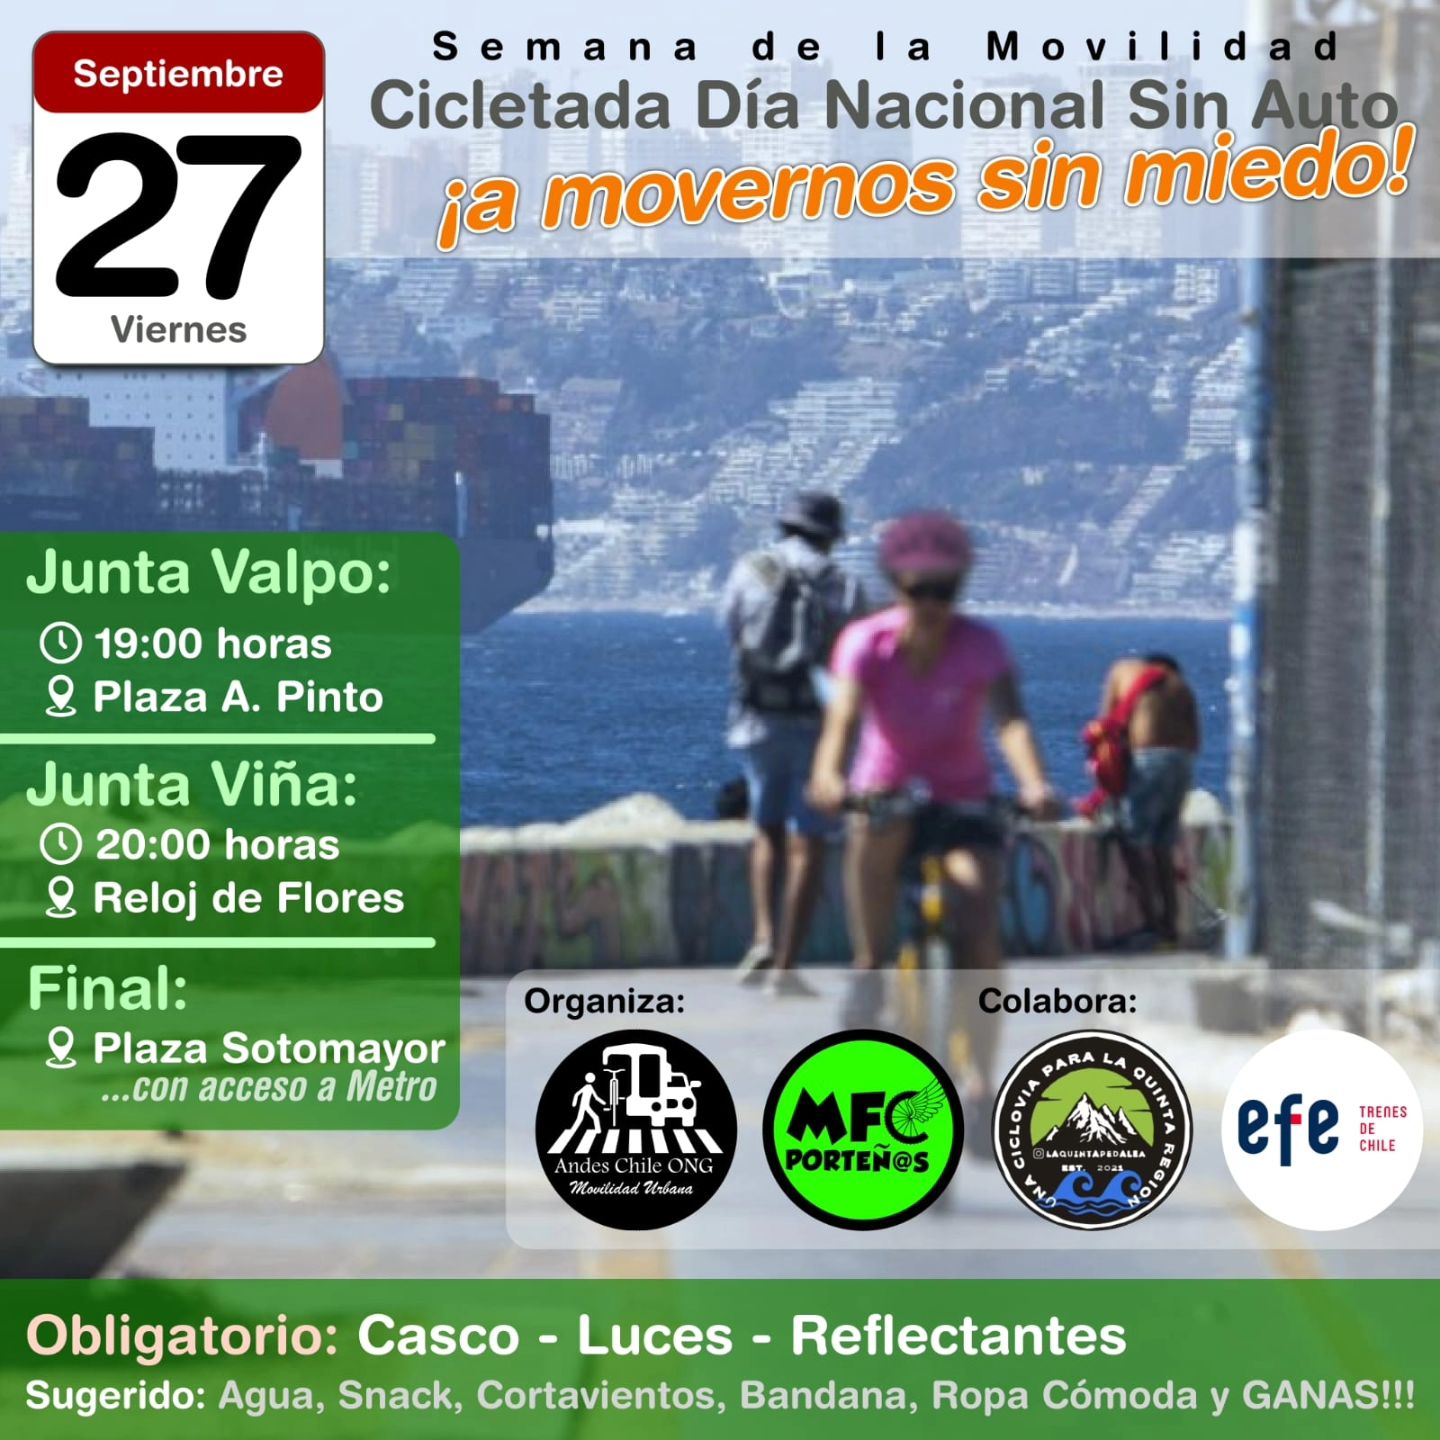 Septiembre
27
Viernes
Semana de la Movilidad
Cicletada Día Nacional Sin Auto
¡a movernos sin miedo!
Junta Valpo:
19:00 horas
Plaza A. Pinto
Junta Viña:
20:00 horas
Reloj de Flores
Final:
Plaza Sotomayor
...con acceso a Metro
Organiza:
Andes Chile ONG
Movilidad Urbana
MFC
PORTEÑ@S
Colabora:
UNA CICLOVIA PARA LA QUINTA REGION
LAQUINTAPEDALEA
EST. 2021
efe
TRENES
DE
CHILE
Obligatorio: Casco - Luces - Reflectantes
Sugerido: Agua, Snack, Cortavientos, Bandana, Ropa Cómoda y GANAS!!!